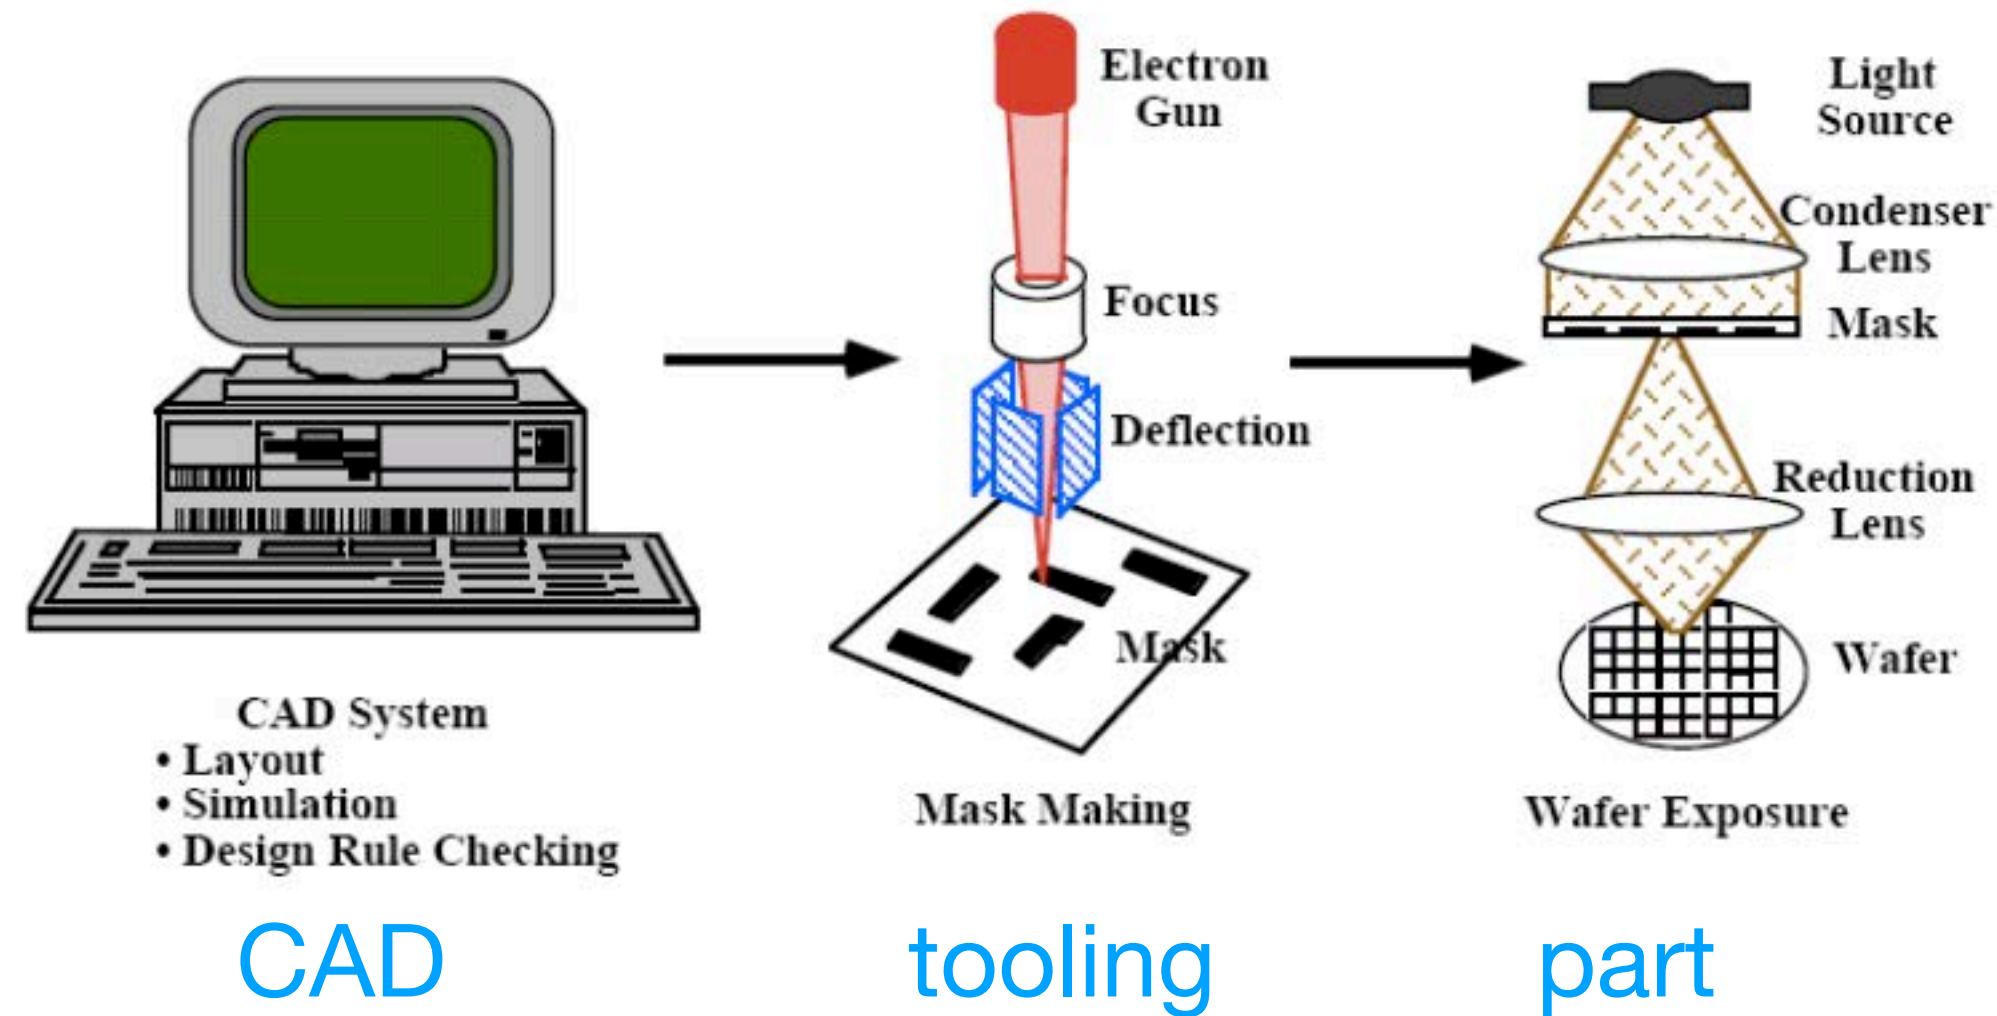 CAD System
• Layout
• Simulation
• Design Rule Checking
CAD
Electron
Gun
Focus
Deflection
Mask
Mask Making
tooling
Light
Source
Condenser
Lens
Mask
Reduction
Lens
Wafer
Wafer Exposure
part